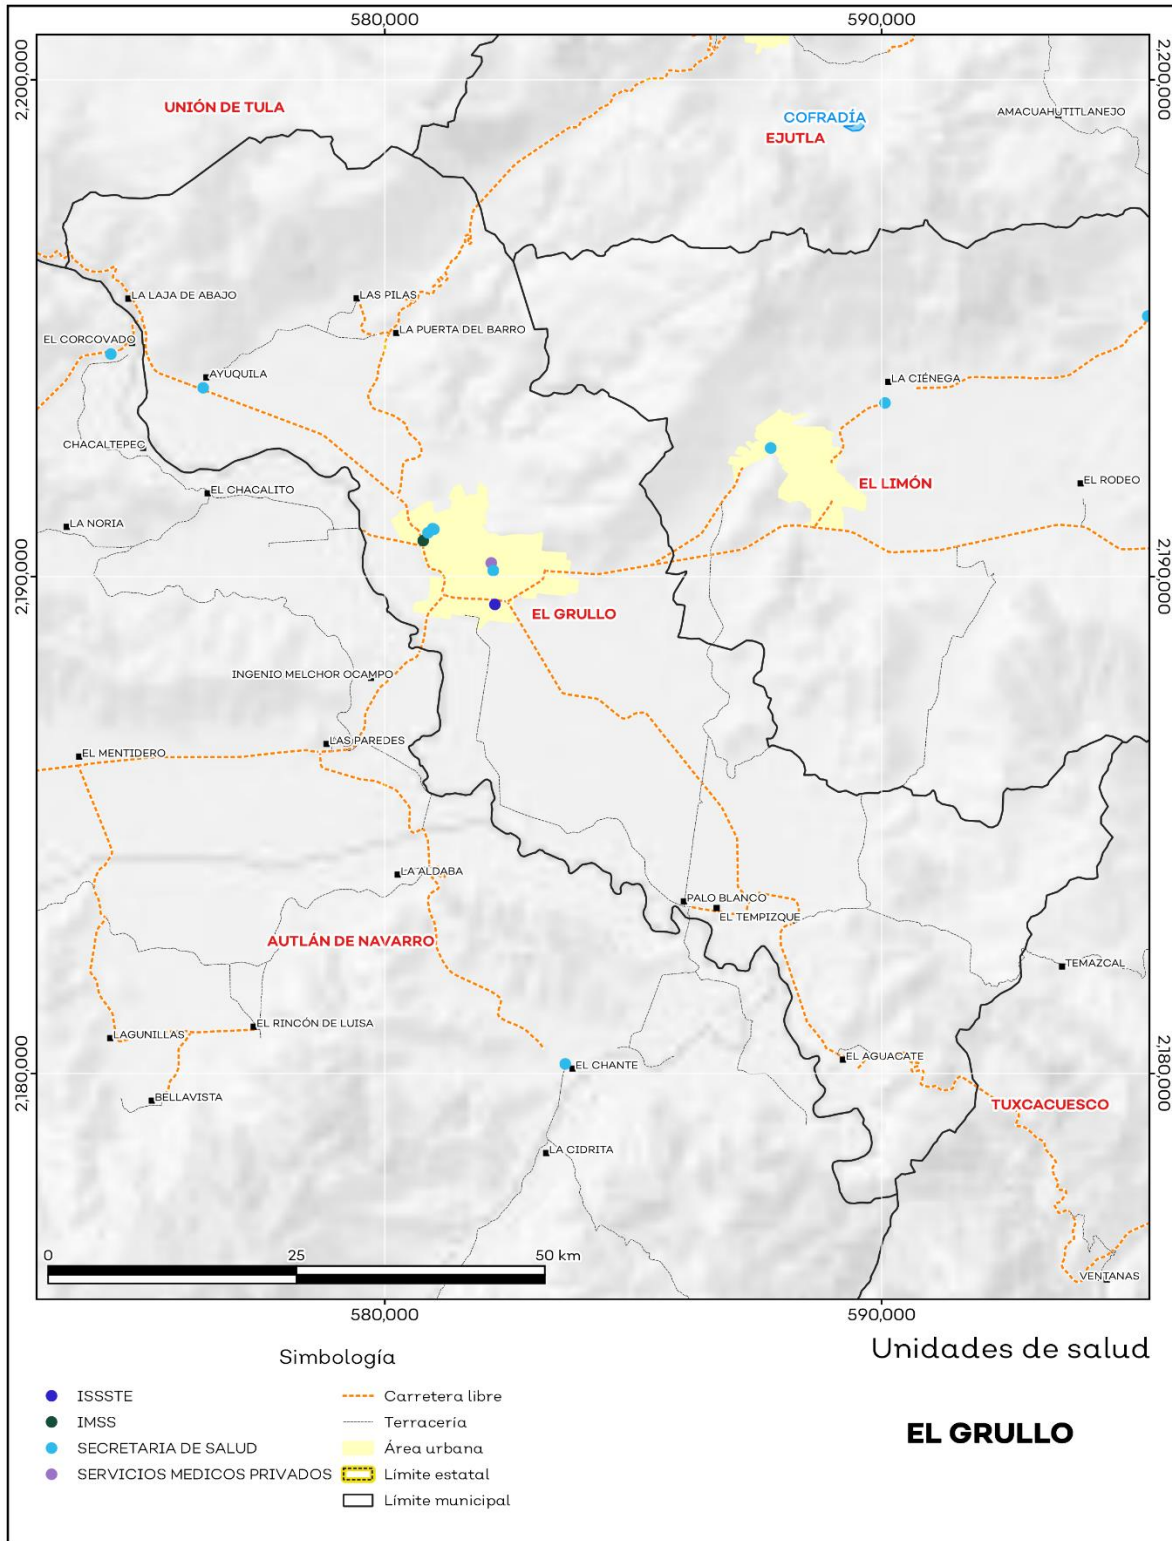 580,000
590,000
2,200,000
2,200,000
UNIÓN DE TULA
COFRADÍA
EJUTLA
AMACUAHUTITLANEJO
LA LAJA DE ABAJO
LAS PILAS
EL CORCOVADO
LA PUERTA DEL BARRO
AYUQUILA
LA CIÉNEGA
CHACALTEPEC
EL CHACALITO
EL LIMÓN
EL RODEO
LA NORIA
2,190,000
2,190,000
EL GRULLO
INGENIO MELCHOR OCAMPO
LAS PAREDES
EL MENTIDERO
LA ALDABA
PALO BLANCO
EL TEMPIZQUE
AUTLÁN DE NAVARRO
TEMAZCAL
EL RINCÓN DE LUISA
LAGUNILLAS
EL AGUACATE
EL CHANTE
2,180,000
2,180,000
BELLAVISTA
TUXCACUESCO
LA CIDRITA
0
25
50 km
VENTANAS
580,000
590,000
Unidades de salud
Simbología
ISSSTE
Carretera libre
IMSS
Terracería
EL GRULLO
SECRETARIA DE SALUD
Área urbana
SERVICIOS MEDICOS PRIVADOS
Límite estatal
Límite municipal